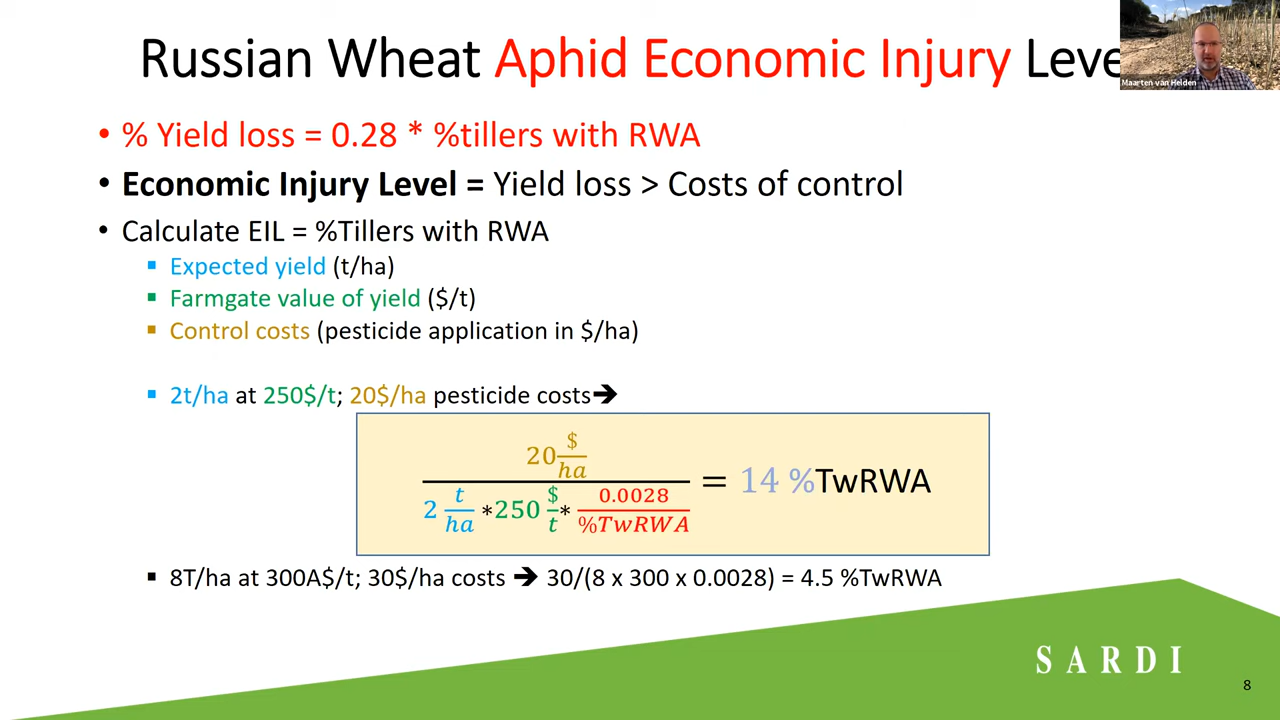 Russian Wheat Aphid Economic Injury Leve
Maarten van Helden
• % Yield loss = 0.28 * %tillers with RWA
• Economic Injury Level = Yield loss > Costs of control
• Calculate EIL = %Tillers with RWA
▪ Expected yield (t/ha)
▪ Farmgate value of yield ($/t)
▪ Control costs (pesticide application in $/ha)
▪ 2t/ha at 250$/t; 20$/ha pesticide costs➔
20 $/ha
2 t/ha *250 $/t * 0.0028/%TwRWA
= 14 %TwRWA
▪ 8T/ha at 300A$/t; 30$/ha costs ➔ 30/(8 x 300 x 0.0028) = 4.5 %TwRWA
SARDI
8